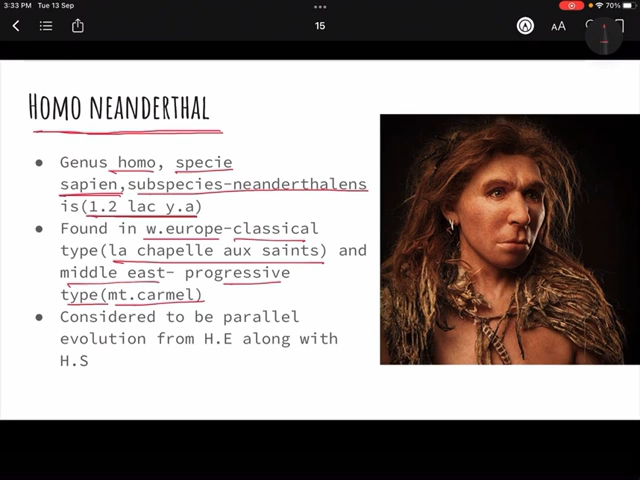 3:33 PM Tue 13 Sep
70%
15
AA
HOMO NEANDERTHAL
● Genus homo, specie
sapien,subspecies-neanderthalens
is(1.2 lac y.a)
● Found in w.europe-classical
type(la chapelle aux saints) and
middle east- progressive
type(mt.carmel)
● Considered to be parallel
evolution from H.E along with
H.S